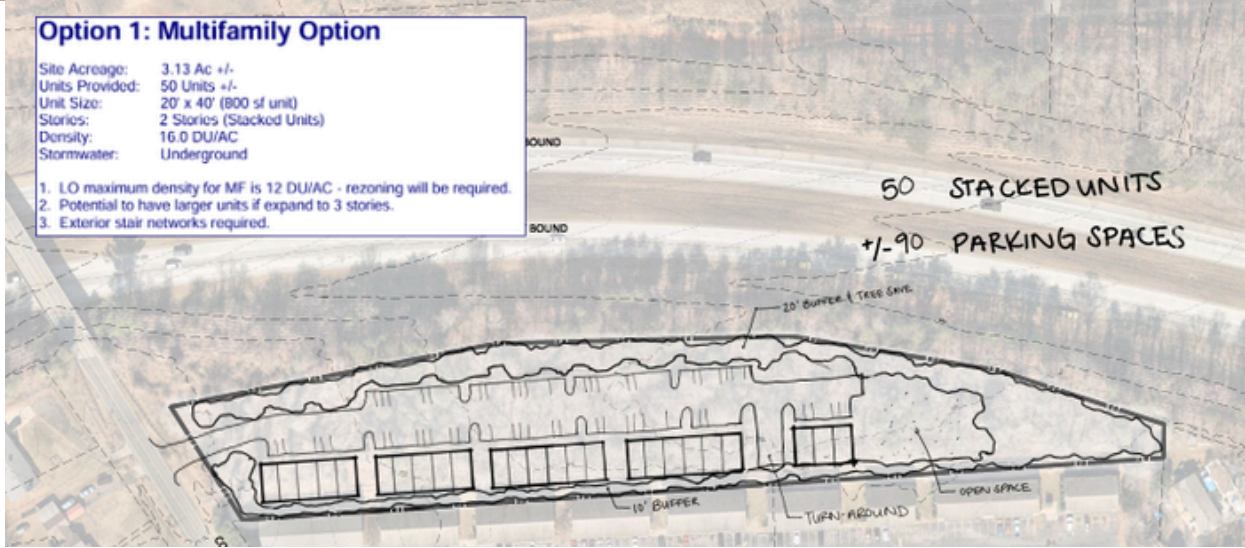 Option 1: Multifamily Option
Site Acreage: 3.13 Ac +/-
Units Provided: 50 Units +/-
Unit Size: 20' x 40' (800 sf unit)
Stories: 2 Stories (Stacked Units)
Density: 16.0 DU/AC
Stormwater: Underground
1. LO maximum density for MF is 12 DU/AC - rezoning will be required.
2. Potential to have larger units if expand to 3 stories.
3. Exterior stair networks required.
BOUND
BOUND
50 STACKED UNITS
+/-90 PARKING SPACES
20' BUFFER & TREE SAVE
10' BUFFER
TURN-AROUND
OPEN SPACE